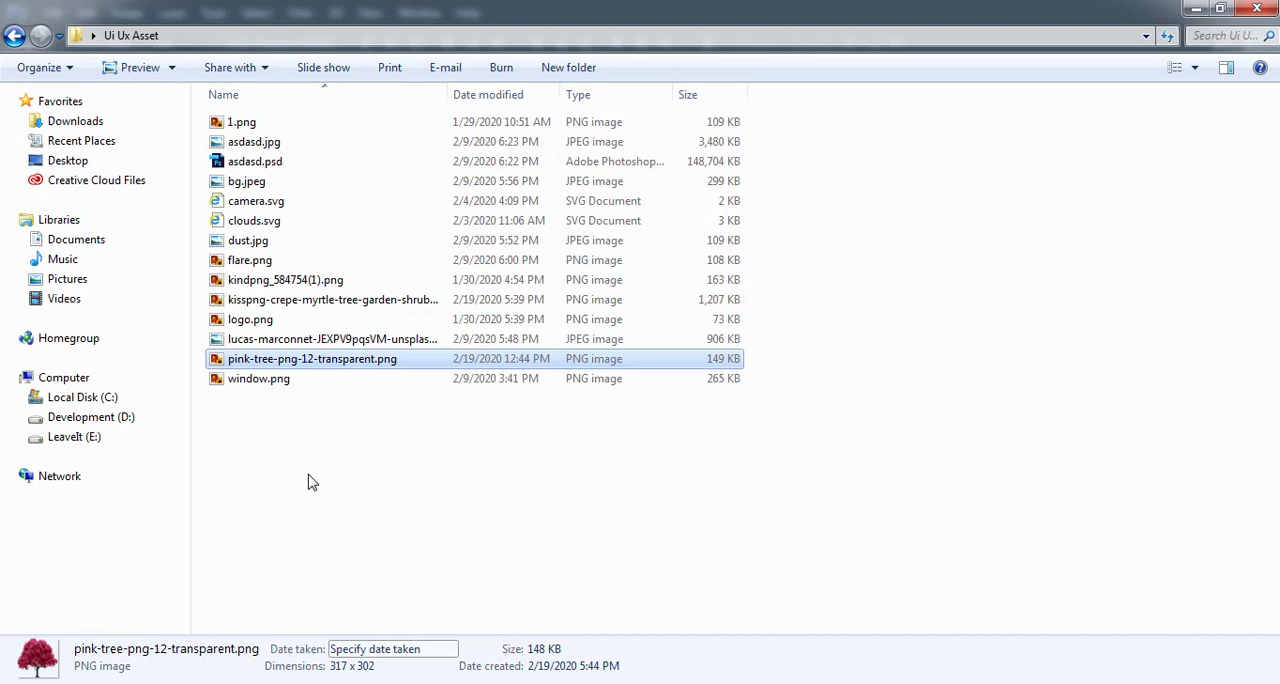 Ui Ux Asset
Search Ui U...
Organize Preview Share with Slide show Print E-mail Burn New folder
Name Date modified Type Size
Favorites
Downloads
Recent Places
Desktop
Creative Cloud Files
Libraries
Documents
Music
Pictures
Videos
Homegroup
Computer
Local Disk (C:)
Development (D:)
LeaveIt (E:)
Network
1.png 1/29/2020 10:51 AM PNG image 109 KB
asdasd.jpg 2/9/2020 6:23 PM JPEG image 3,480 KB
asdasd.psd 2/9/2020 6:22 PM Adobe Photoshop... 148,704 KB
bg.jpeg 2/9/2020 5:56 PM JPEG image 299 KB
camera.svg 2/4/2020 4:09 PM SVG Document 2 KB
clouds.svg 2/3/2020 11:06 AM SVG Document 3 KB
dust.jpg 2/9/2020 5:52 PM JPEG image 109 KB
flare.png 2/9/2020 6:00 PM PNG image 108 KB
kindpng_584754(1).png 1/30/2020 4:54 PM PNG image 163 KB
kisspng-crepe-myrtle-tree-garden-shrub... 2/19/2020 5:39 PM PNG image 1,207 KB
logo.png 1/30/2020 5:39 PM PNG image 73 KB
lucas-marconnet-JEXPV9pqsVM-unsplas... 2/9/2020 5:48 PM JPEG image 906 KB
pink-tree-png-12-transparent.png 2/19/2020 12:44 PM PNG image 149 KB
window.png 2/9/2020 3:41 PM PNG image 265 KB
pink-tree-png-12-transparent.png Date taken: Specify date taken Size: 148 KB
PNG image Dimensions: 317 x 302 Date created: 2/19/2020 5:44 PM